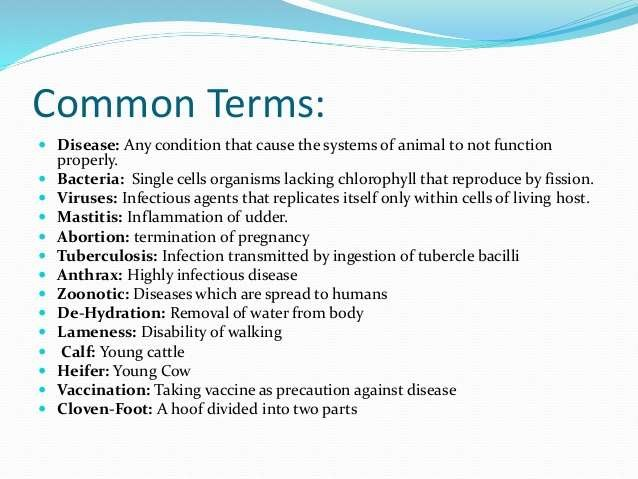 Common Terms:
Disease: Any condition that cause the systems of animal to not function
properly.
Bacteria: Single cells organisms lacking chlorophyll that reproduce by fission.
Viruses: Infectious agents that replicates itself only within cells of living host.
Mastitis: Inflammation of udder.
Abortion: termination of pregnancy
Tuberculosis: Infection transmitted by ingestion of tubercle bacilli
Anthrax: Highly infectious disease
Zoonotic: Diseases which are spread to humans
De-Hydration: Removal of water from body
Lameness: Disability of walking
Calf: Young cattle
Heifer: Young Cow
Vaccination: Taking vaccine as precaution against disease
Cloven-Foot: A hoof divided into two parts